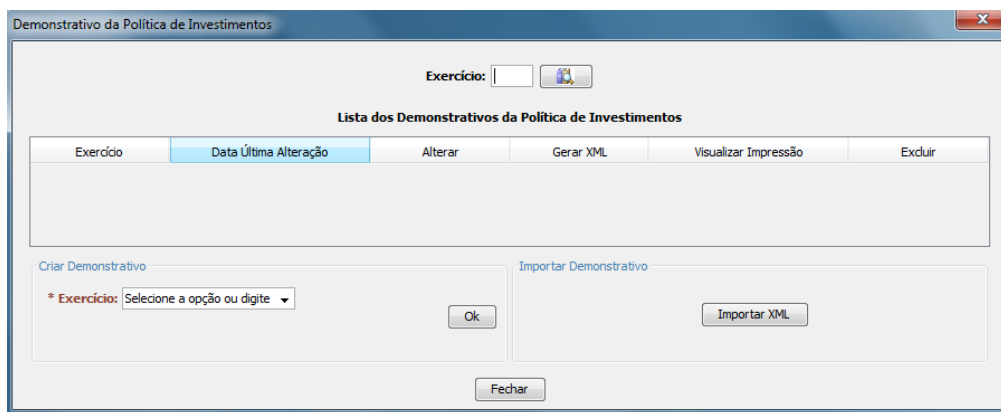 Demonstrativo da Política de Investimentos
Exercício:
Lista dos Demonstrativos da Política de Investimentos
Exercício Data Última Alteração Alterar Gerar XML Visualizar Impressão Excluir
Criar Demonstrativo
* Exercício: Selecione a opção ou digite
Ok
Importar Demonstrativo
Importar XML
Fechar